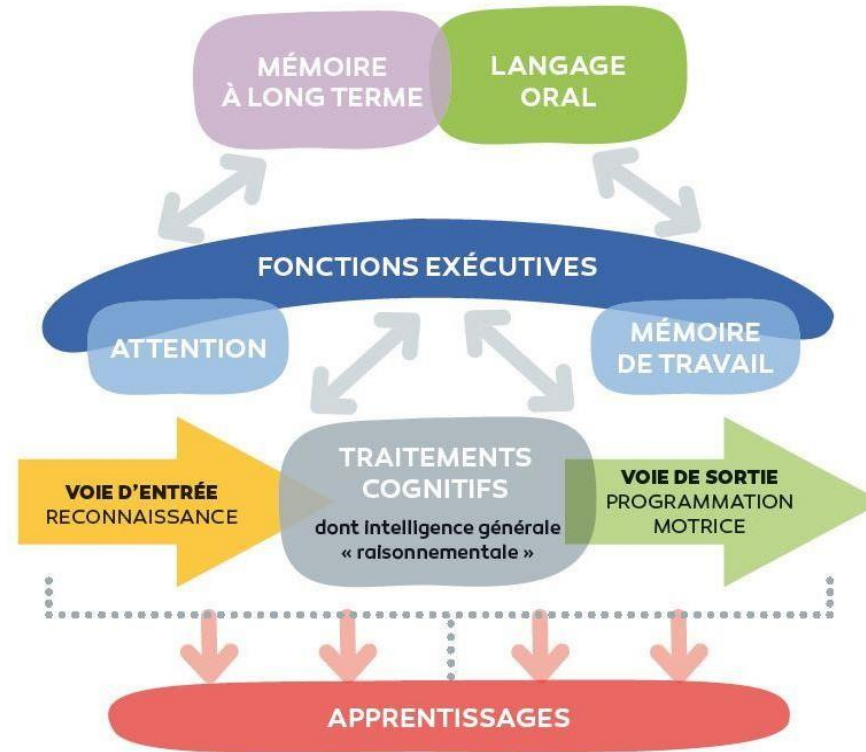 MÉMOIRE
À LONG TERME
LANGAGE
ORAL
FONCTIONS EXÉCUTIVES
ATTENTION
MÉMOIRE
DE TRAVAIL
VOIE D'ENTRÉE
RECONNAISSANCE
TRAITEMENTS
COGNITIFS
dont intelligence générale
« raisonnementale »
VOIE DE SORTIE
PROGRAMMATION
MOTRICE
APPRENTISSAGES